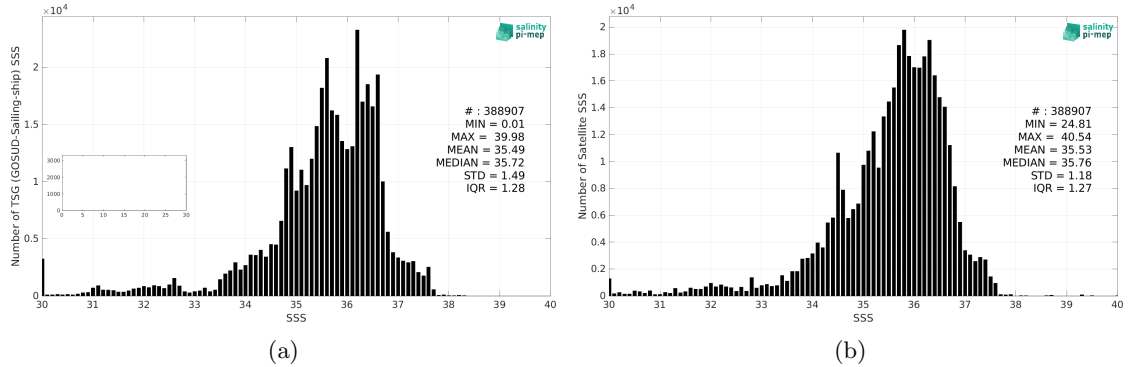 ×10⁴
salinity
pi-mep
Number of TSG (GOSUD-Sailing-ship) SSS
2
1.5
1
0.5
0
# : 388907
MIN = 0.01
MAX = 39.98
MEAN = 35.49
MEDIAN = 35.72
STD = 1.49
IQR = 1.28
3000
2000
1000
0
0 5 10 15 20 25 30
30 31 32 33 34 35 36 37 38 39 40
SSS
(a)
×10⁴
salinity
pi-mep
Number of Satellite SSS
2
1.8
1.6
1.4
1.2
1
0.8
0.6
0.4
0.2
0
# : 388907
MIN = 24.81
MAX = 40.54
MEAN = 35.53
MEDIAN = 35.76
STD = 1.18
IQR = 1.27
30 31 32 33 34 35 36 37 38 39 40
SSS
(b)